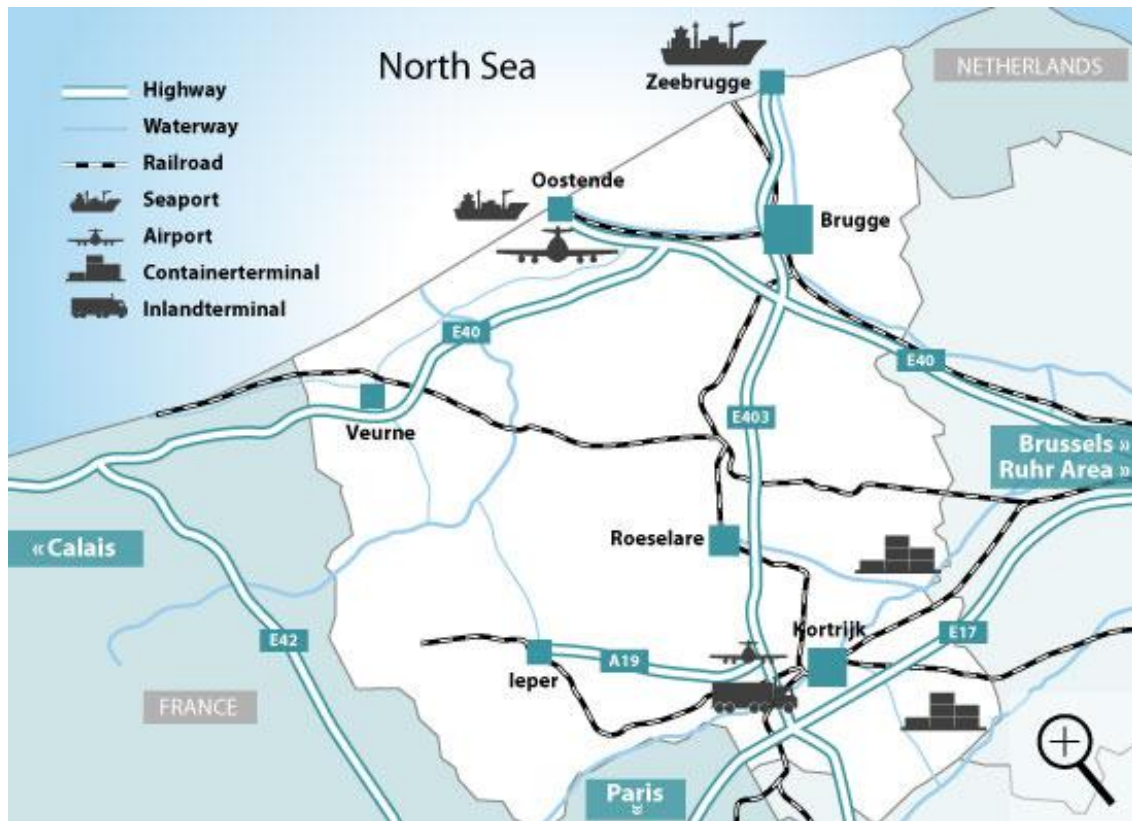 North Sea
Zeebrugge
NETHERLANDS
Highway
Waterway
Railroad
Seaport
Airport
Containerterminal
Inlandterminal
Oostende
Brugge
E40
E40
Veurne
E403
Brussels »
Ruhr Area »
Roeselare
« Calais
E42
Kortrijk
E17
A19
Ieper
FRANCE
Paris
»